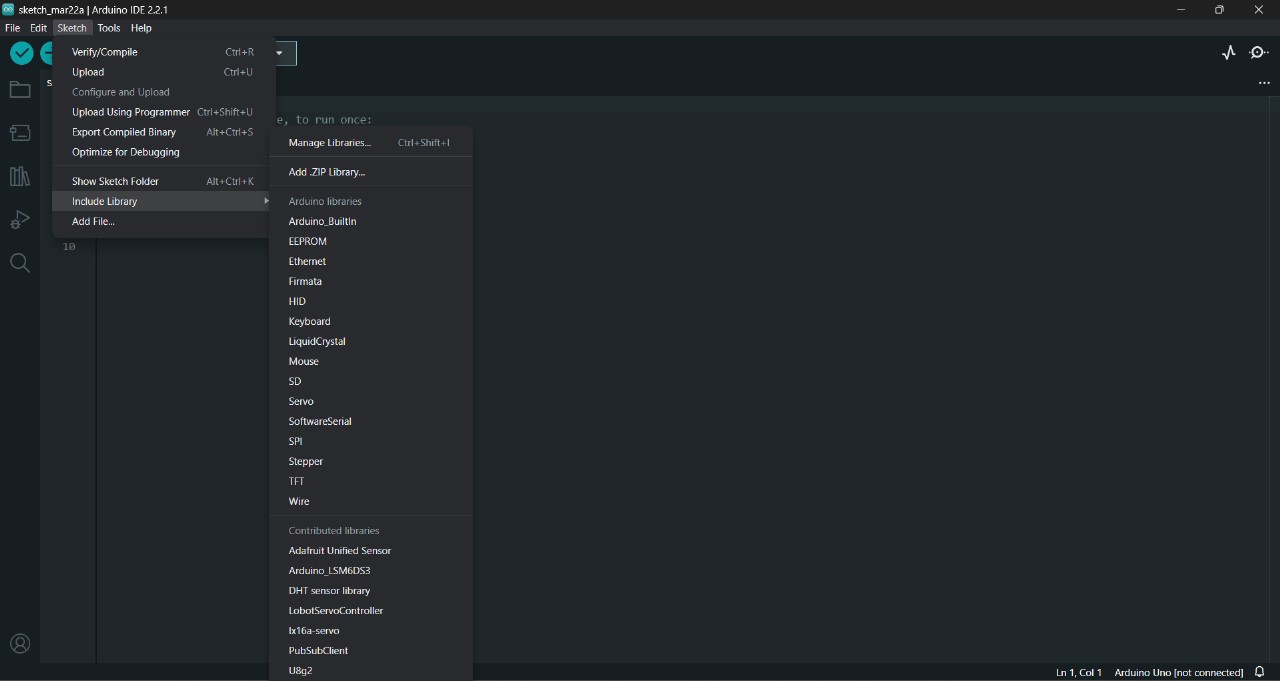 sketch_mar22a | Arduino IDE 2.2.1
File Edit Sketch Tools Help
Verify/Compile Ctrl+R
Upload Ctrl+U
Configure and Upload
Upload Using Programmer Ctrl+Shift+U
Export Compiled Binary Alt+Ctrl+S
Optimize for Debugging
Show Sketch Folder Alt+Ctrl+K
Include Library
Add File...
e, to run once:
10
Manage Libraries... Ctrl+Shift+I
Add .ZIP Library...
Arduino libraries
Arduino_BuiltIn
EEPROM
Ethernet
Firmata
HID
Keyboard
LiquidCrystal
Mouse
SD
Servo
SoftwareSerial
SPI
Stepper
TFT
Wire
Contributed libraries
Adafruit Unified Sensor
Arduino_LSM6DS3
DHT sensor library
LobotServoController
lx16a-servo
PubSubClient
U8g2
Ln 1, Col 1 Arduino Uno [not connected]